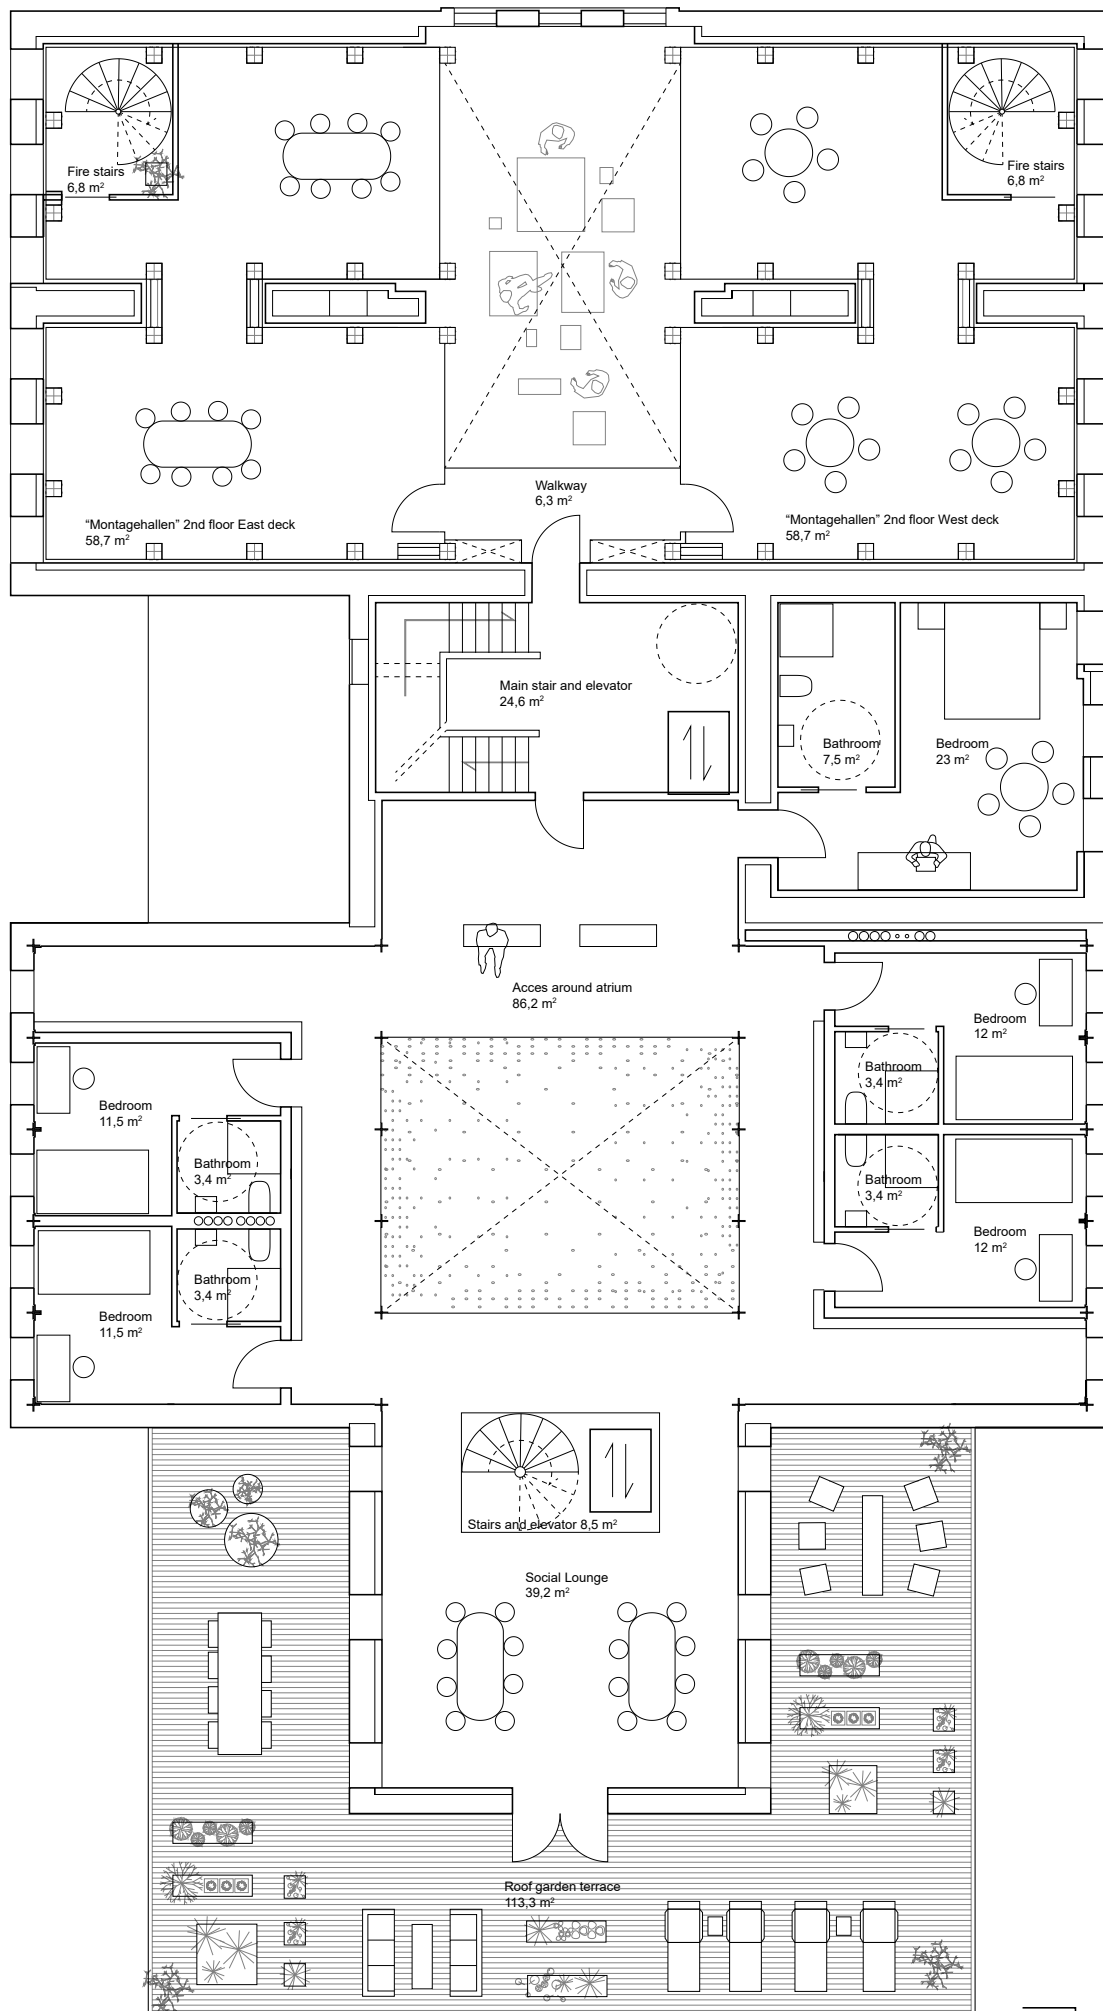 Fire stairs
6,8 m²
Fire stairs
6,8 m²
Walkway
6,3 m²
“Montagehallen” 2nd floor East deck
58,7 m²
“Montagehallen” 2nd floor West deck
58,7 m²
Main stair and elevator
24,6 m²
Bathroom
7,5 m²
Bedroom
23 m²
Acces around atrium
86,2 m²
Bedroom
12 m²
Bathroom
3,4 m²
Bedroom
11,5 m²
Bathroom
3,4 m²
Bathroom
3,4 m²
Bedroom
12 m²
Bathroom
3,4 m²
Bedroom
11,5 m²
Stairs and elevator 8,5 m²
Social Lounge
39,2 m²
Roof garden terrace
113,3 m²